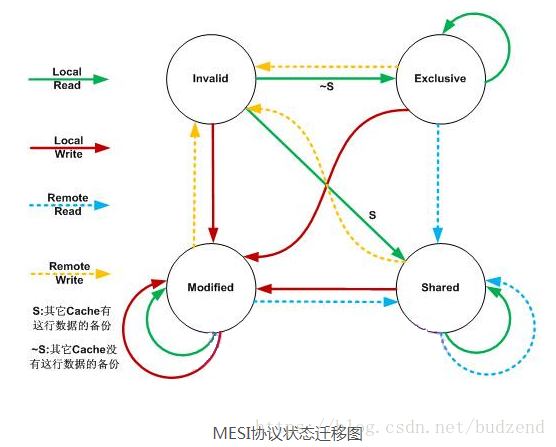 Invalid
Exclusive
Local
Read
~S
Local
Write
Remote
Read
S
Remote
Write
Modified
Shared
S:其它Cache有
这行数据的备份
~S:其它Cache没
有这行数据的备份
https://blog.csdn.net/budzend
MESI协议状态迁移图